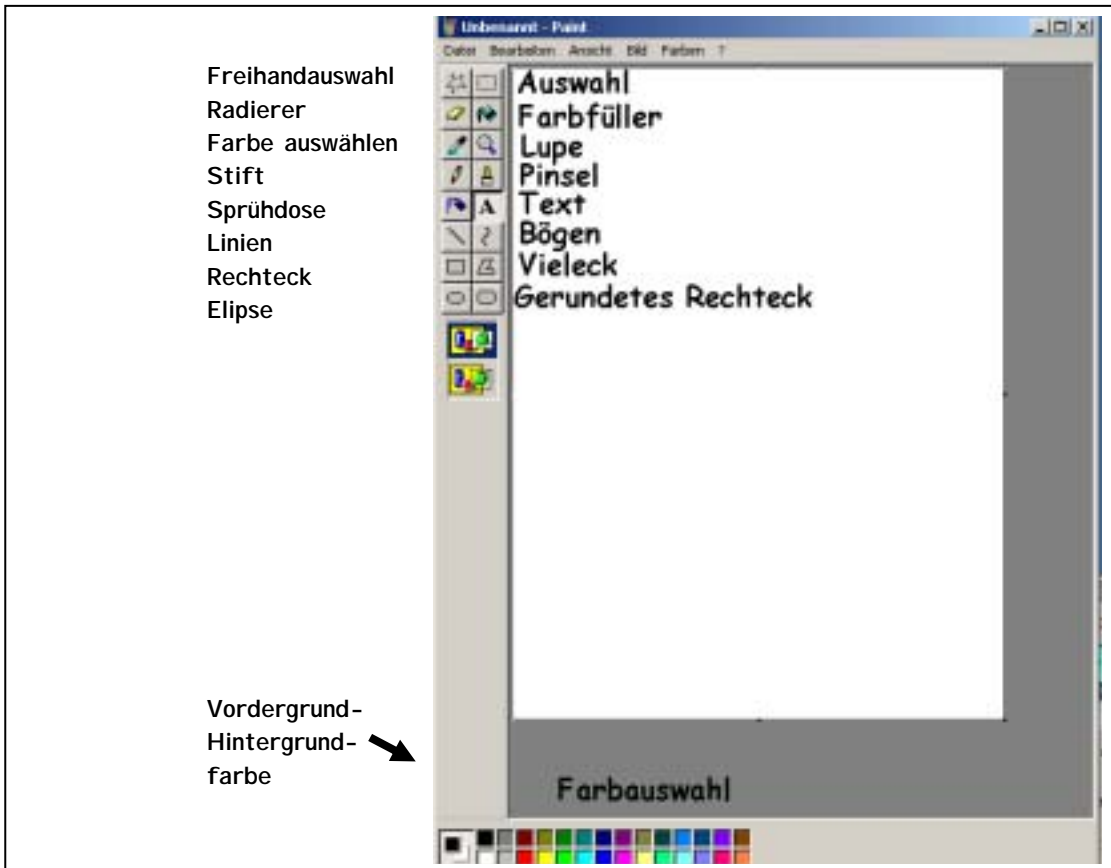 Unbenannt - Paint
Datei Bearbeiten Ansicht Bild Farben ?
Freihandauswahl
Radierer
Farbe auswählen
Stift
Sprühdose
Linien
Rechteck
Elipse
Auswahl
Farbfüller
Lupe
Pinsel
A Text
Bögen
Vieleck
Gerundetes Rechteck
Vordergrund-
Hintergrund-
farbe
Farbauswahl